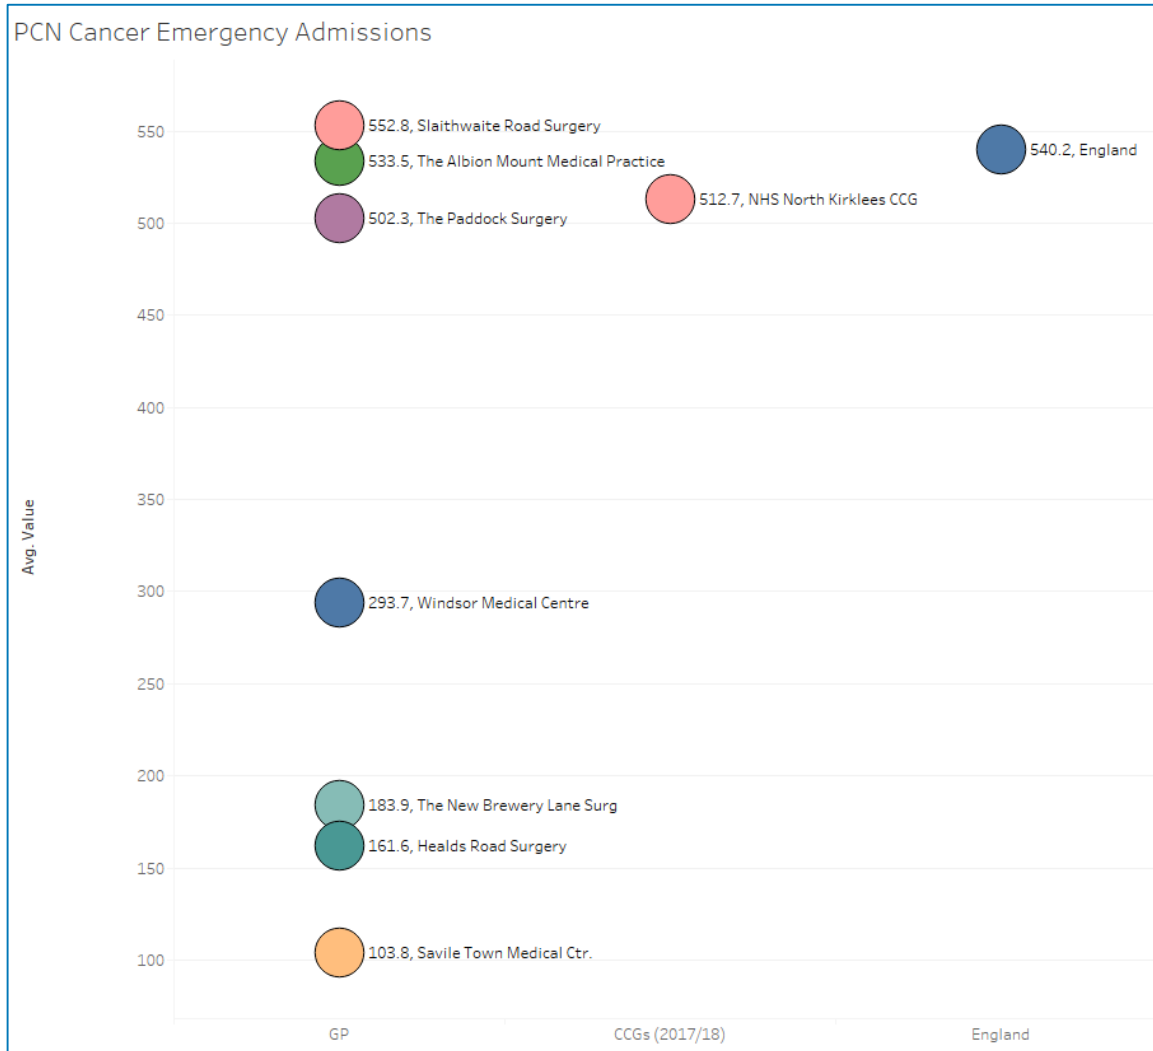 PCN Cancer Emergency Admissions
550
552.8, Slaithwaite Road Surgery
540.2, England
533.5, The Albion Mount Medical Practice
512.7, NHS North Kirklees CCG
500
502.3, The Paddock Surgery
450
400
350
Avg. Value
300
293.7, Windsor Medical Centre
250
200
183.9, The New Brewery Lane Surg
161.6, Healds Road Surgery
150
103.8, Savile Town Medical Ctr.
100
GP
CCGs (2017/18)
England